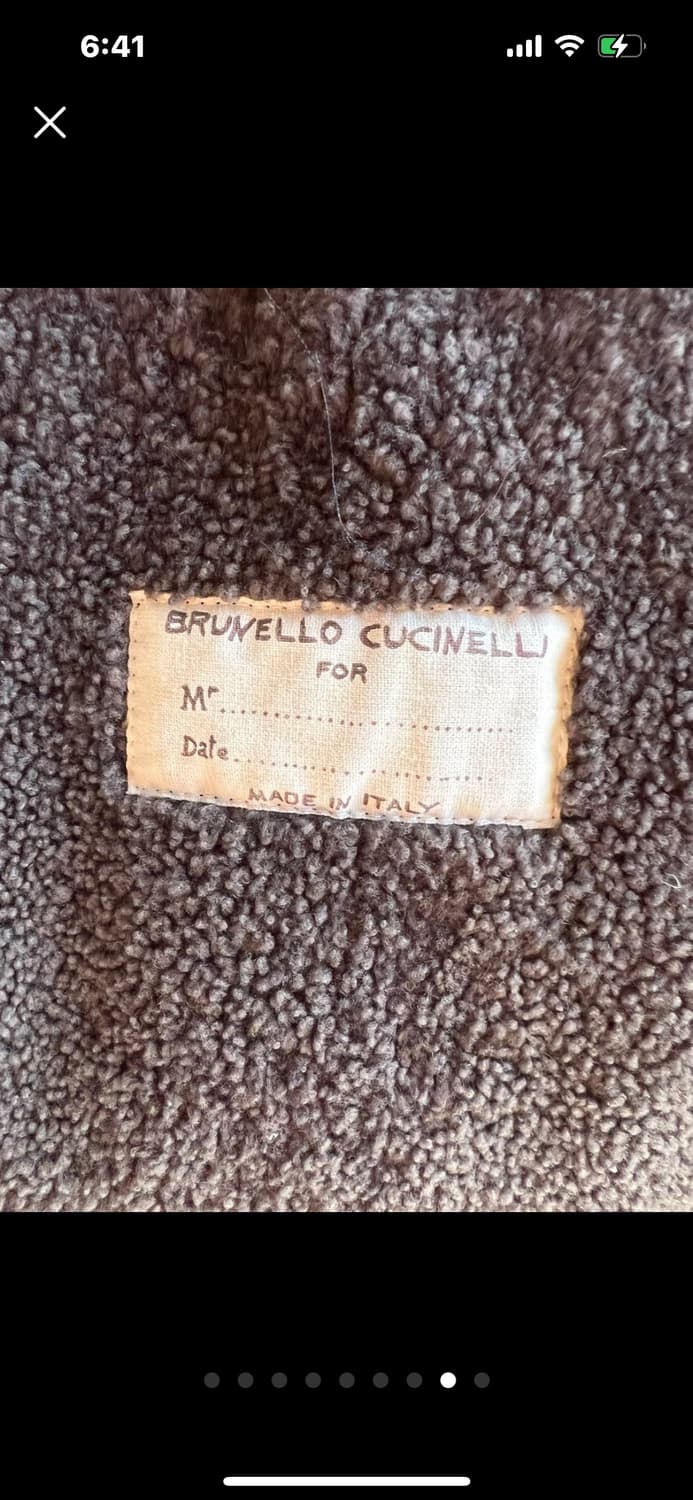 6:41
BRUNELLO CUCINELLI
FOR
Mr........................................
Date........................................
MADE IN ITALY